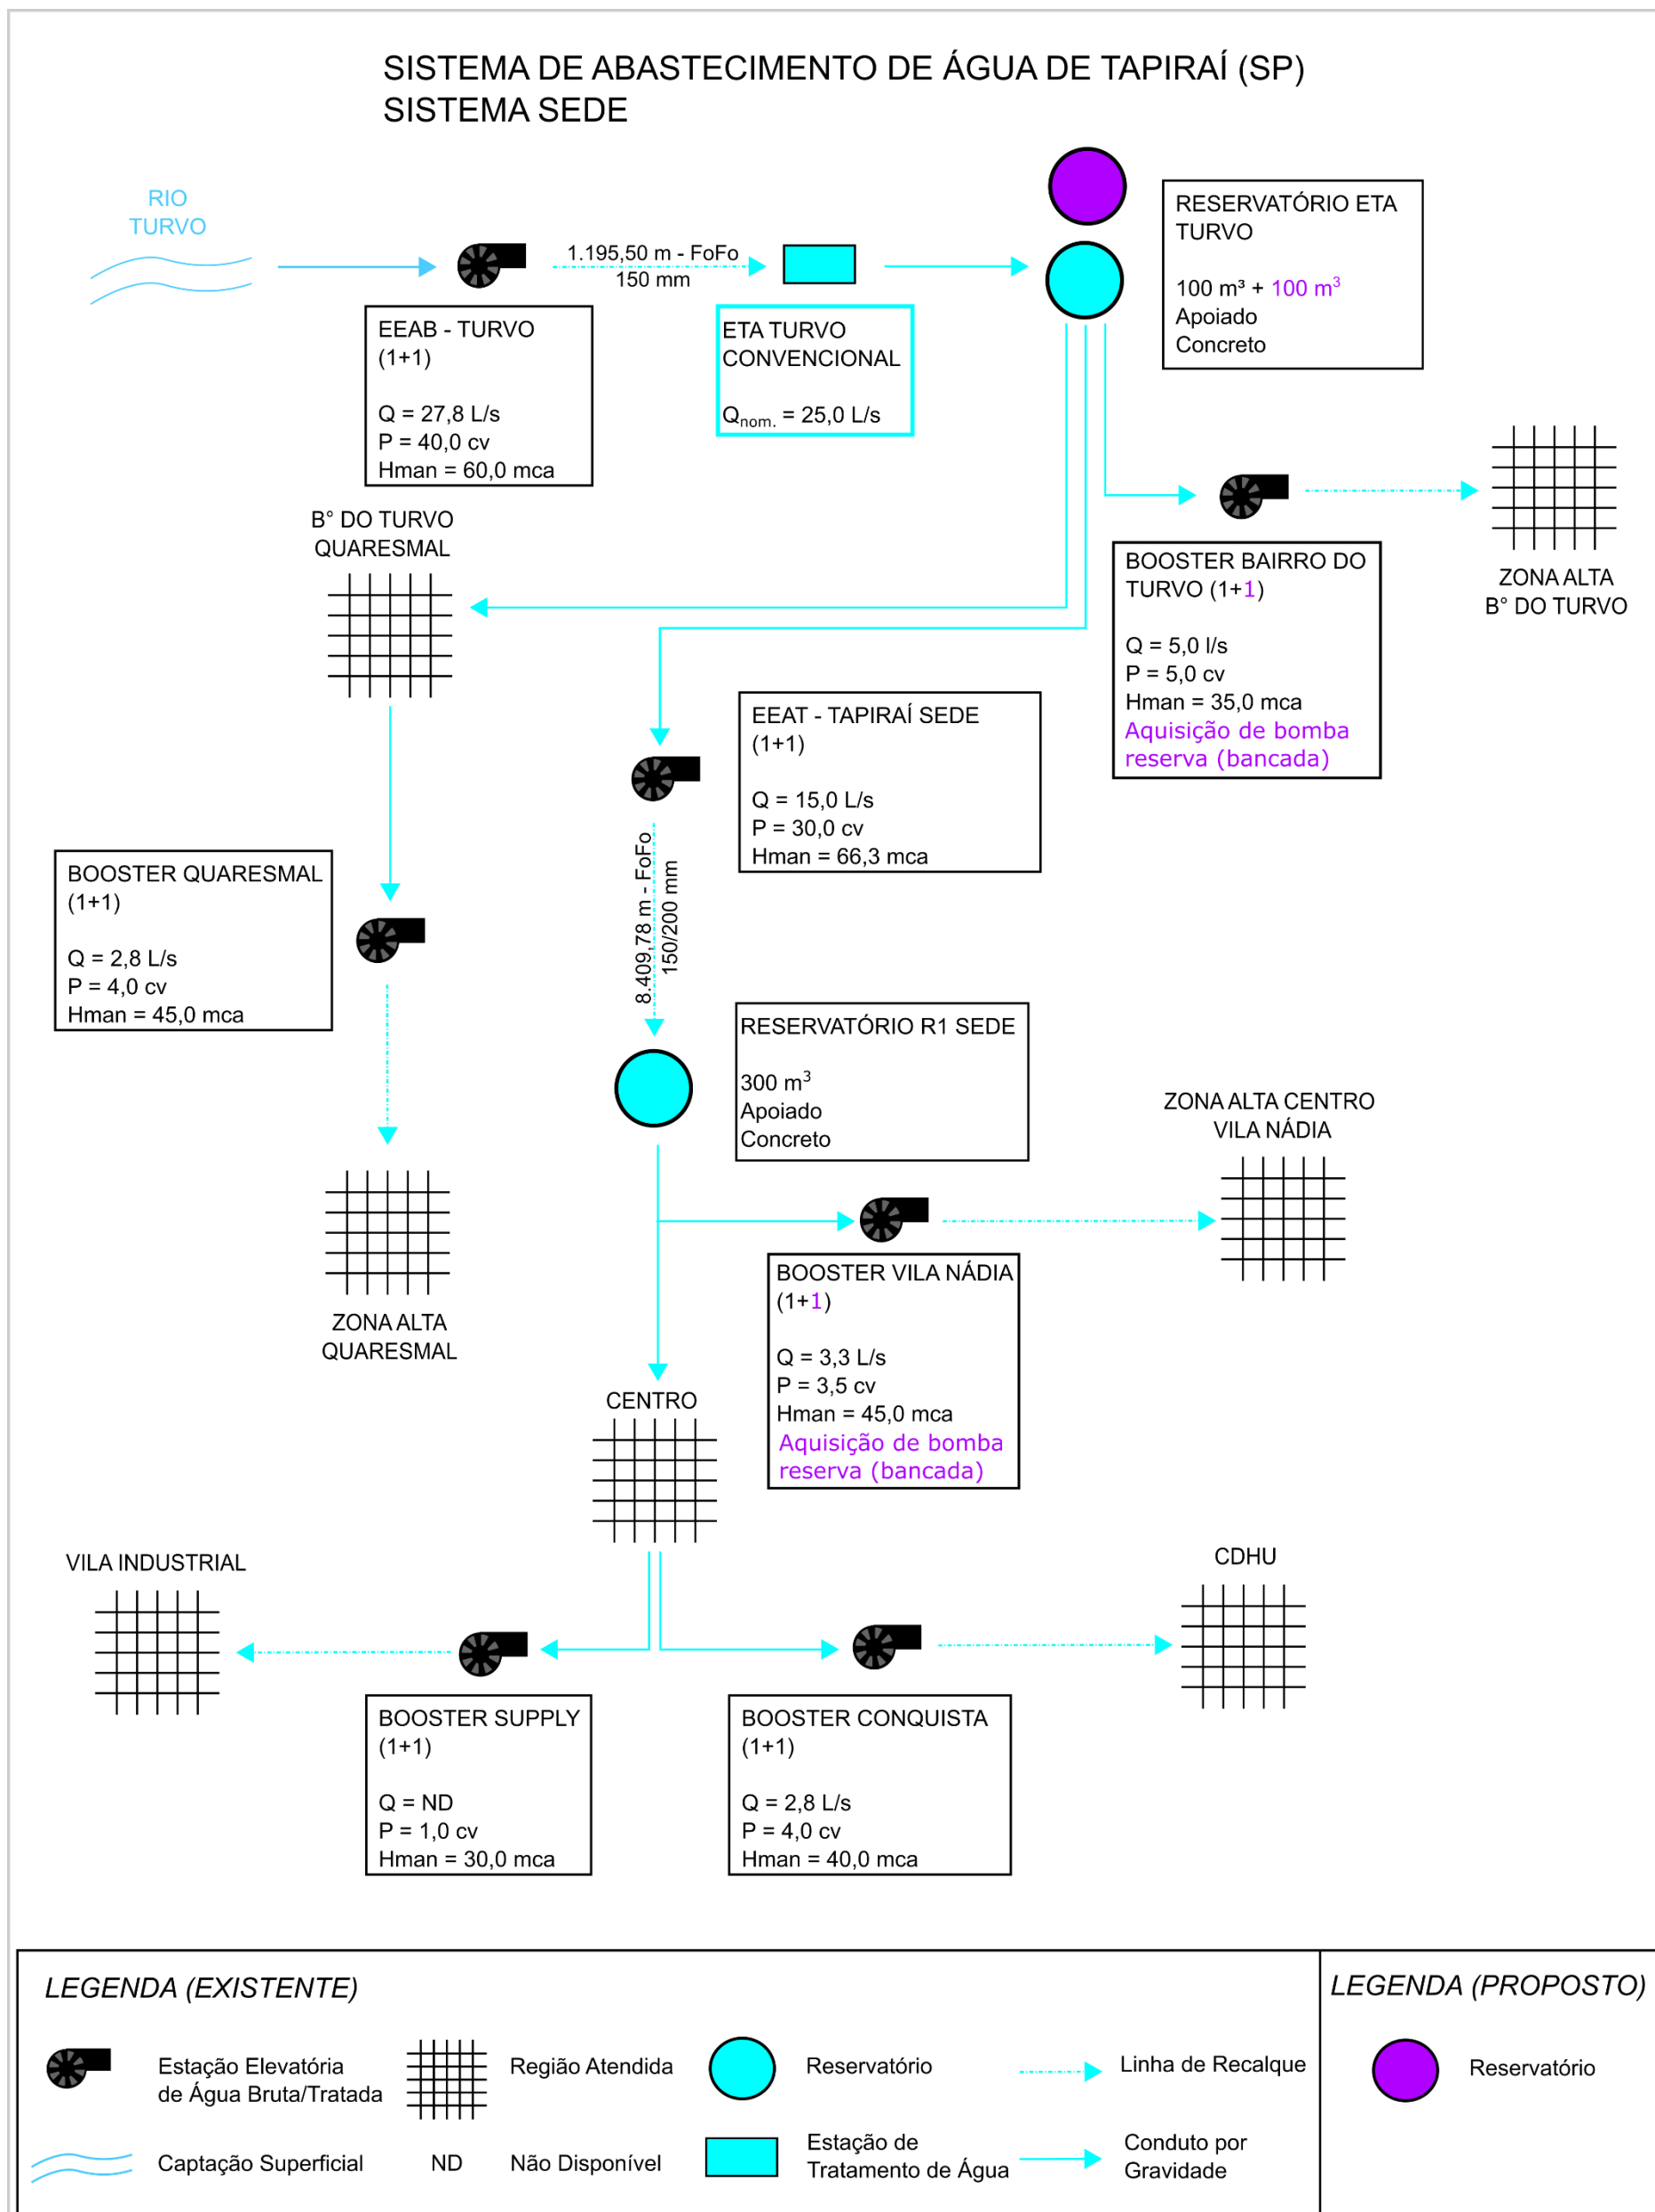 SISTEMA DE ABASTECIMENTO DE ÁGUA DE TAPIRAÍ (SP)
SISTEMA SEDE
RIO
TURVO
1.195,50 m - FoFo
150 mm
EEAB - TURVO
(1+1)
Q = 27,8 L/s
P = 40,0 cv
Hman = 60,0 mca
ETA TURVO
CONVENCIONAL
Qnom. = 25,0 L/s
RESERVATÓRIO ETA
TURVO
100 m³ + 100 m³
Apoiado
Concreto
B° DO TURVO
QUARESMAL
BOOSTER BAIRRO DO
TURVO (1+1)
Q = 5,0 l/s
P = 5,0 cv
Hman = 35,0 mca
Aquisição de bomba
reserva (bancada)
ZONA ALTA
B° DO TURVO
EEAT - TAPIRAÍ SEDE
(1+1)
Q = 15,0 L/s
P = 30,0 cv
Hman = 66,3 mca
8.409,78 m - FoFo
150/200 mm
BOOSTER QUARESMAL
(1+1)
Q = 2,8 L/s
P = 4,0 cv
Hman = 45,0 mca
RESERVATÓRIO R1 SEDE
300 m³
Apoiado
Concreto
ZONA ALTA CENTRO
VILA NÁDIA
ZONA ALTA
QUARESMAL
BOOSTER VILA NÁDIA
(1+1)
Q = 3,3 L/s
P = 3,5 cv
Hman = 45,0 mca
Aquisição de bomba
reserva (bancada)
CENTRO
VILA INDUSTRIAL
CDHU
BOOSTER SUPPLY
(1+1)
Q = ND
P = 1,0 cv
Hman = 30,0 mca
BOOSTER CONQUISTA
(1+1)
Q = 2,8 L/s
P = 4,0 cv
Hman = 40,0 mca
LEGENDA (EXISTENTE)
Estação Elevatória
de Água Bruta/Tratada
Região Atendida
Reservatório
Linha de Recalque
Captação Superficial
ND
Não Disponível
Estação de
Tratamento de Água
Conduto por
Gravidade
LEGENDA (PROPOSTO)
Reservatório